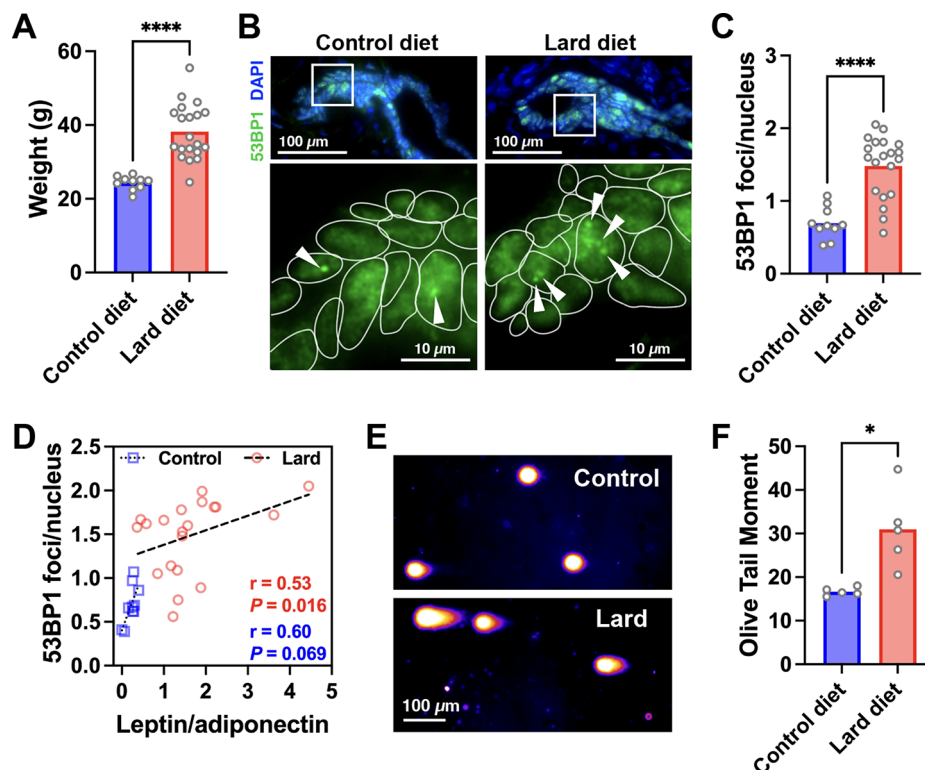 A
Weight (g)
60
40
20
0
****
Control diet
Lard diet
B
Control diet
Lard diet
53BP1 DAPI
100 µm
100 µm
10 µm
10 µm
C
53BP1 foci/nucleus
3
2
1
0
****
Control diet
Lard diet
D
53BP1 foci/nucleus
2.5
2.0
1.5
1.0
0.5
0.0
Control
Lard
r = 0.53
P = 0.016
r = 0.60
P = 0.069
0 1 2 3 4 5
Leptin/adiponectin
E
Control
Lard
100 µm
F
Olive Tail Moment
50
40
30
20
10
0
*
Control diet
Lard diet